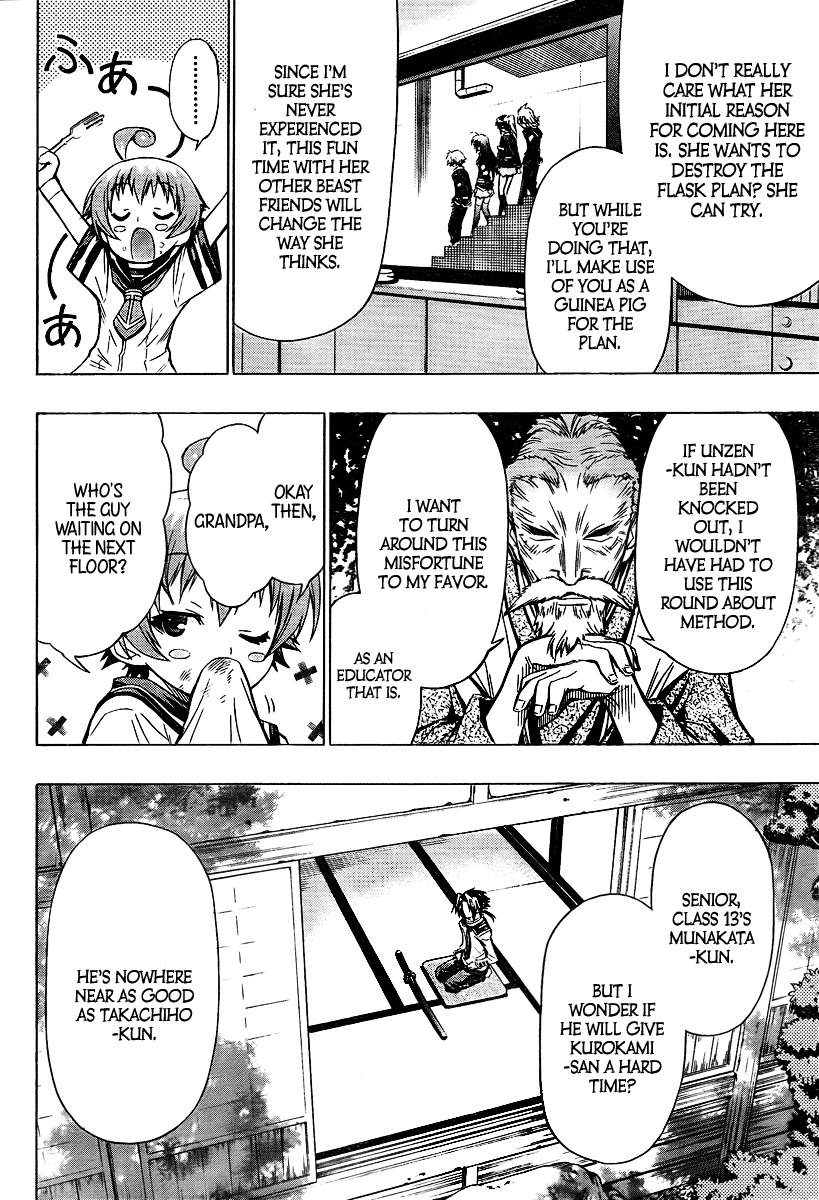 I DON'T REALLY
CARE WHAT HER
INITIAL REASON
FOR COMING HERE
IS. SHE WANTS TO
DESTROY THE
FLASK PLAN? SHE
CAN TRY.
BUT WHILE
YOU'RE
DOING THAT,
I'LL MAKE USE
OF YOU AS A
GUINEA PIG
FOR THE
PLAN.
SINCE I'M
SURE SHE'S
NEVER
EXPERIENCED
IT, THIS FUN
TIME WITH HER
OTHER BEAST
FRIENDS WILL
CHANGE THE
WAY SHE
THINKS.
………
ふあー
あ
IF UNZEN
-KUN HADN'T
BEEN
KNOCKED
OUT, I
WOULDN'T
HAVE HAD TO
USE THIS
ROUND ABOUT
METHOD.
I WANT
TO TURN
AROUND THIS
MISFORTUNE
TO MY FAVOR.
AS AN
EDUCATOR
THAT IS.
OKAY
THEN,
GRANDPA,
WHO'S
THE GUY
WAITING ON
THE NEXT
FLOOR?
SENIOR,
CLASS 13'S
MUNAKATA
-KUN.
BUT I
WONDER IF
HE WILL GIVE
KUROKAMI
-SAN A HARD
TIME?
HE'S NOWHERE
NEAR AS GOOD
AS TAKACHIHO
-KUN.